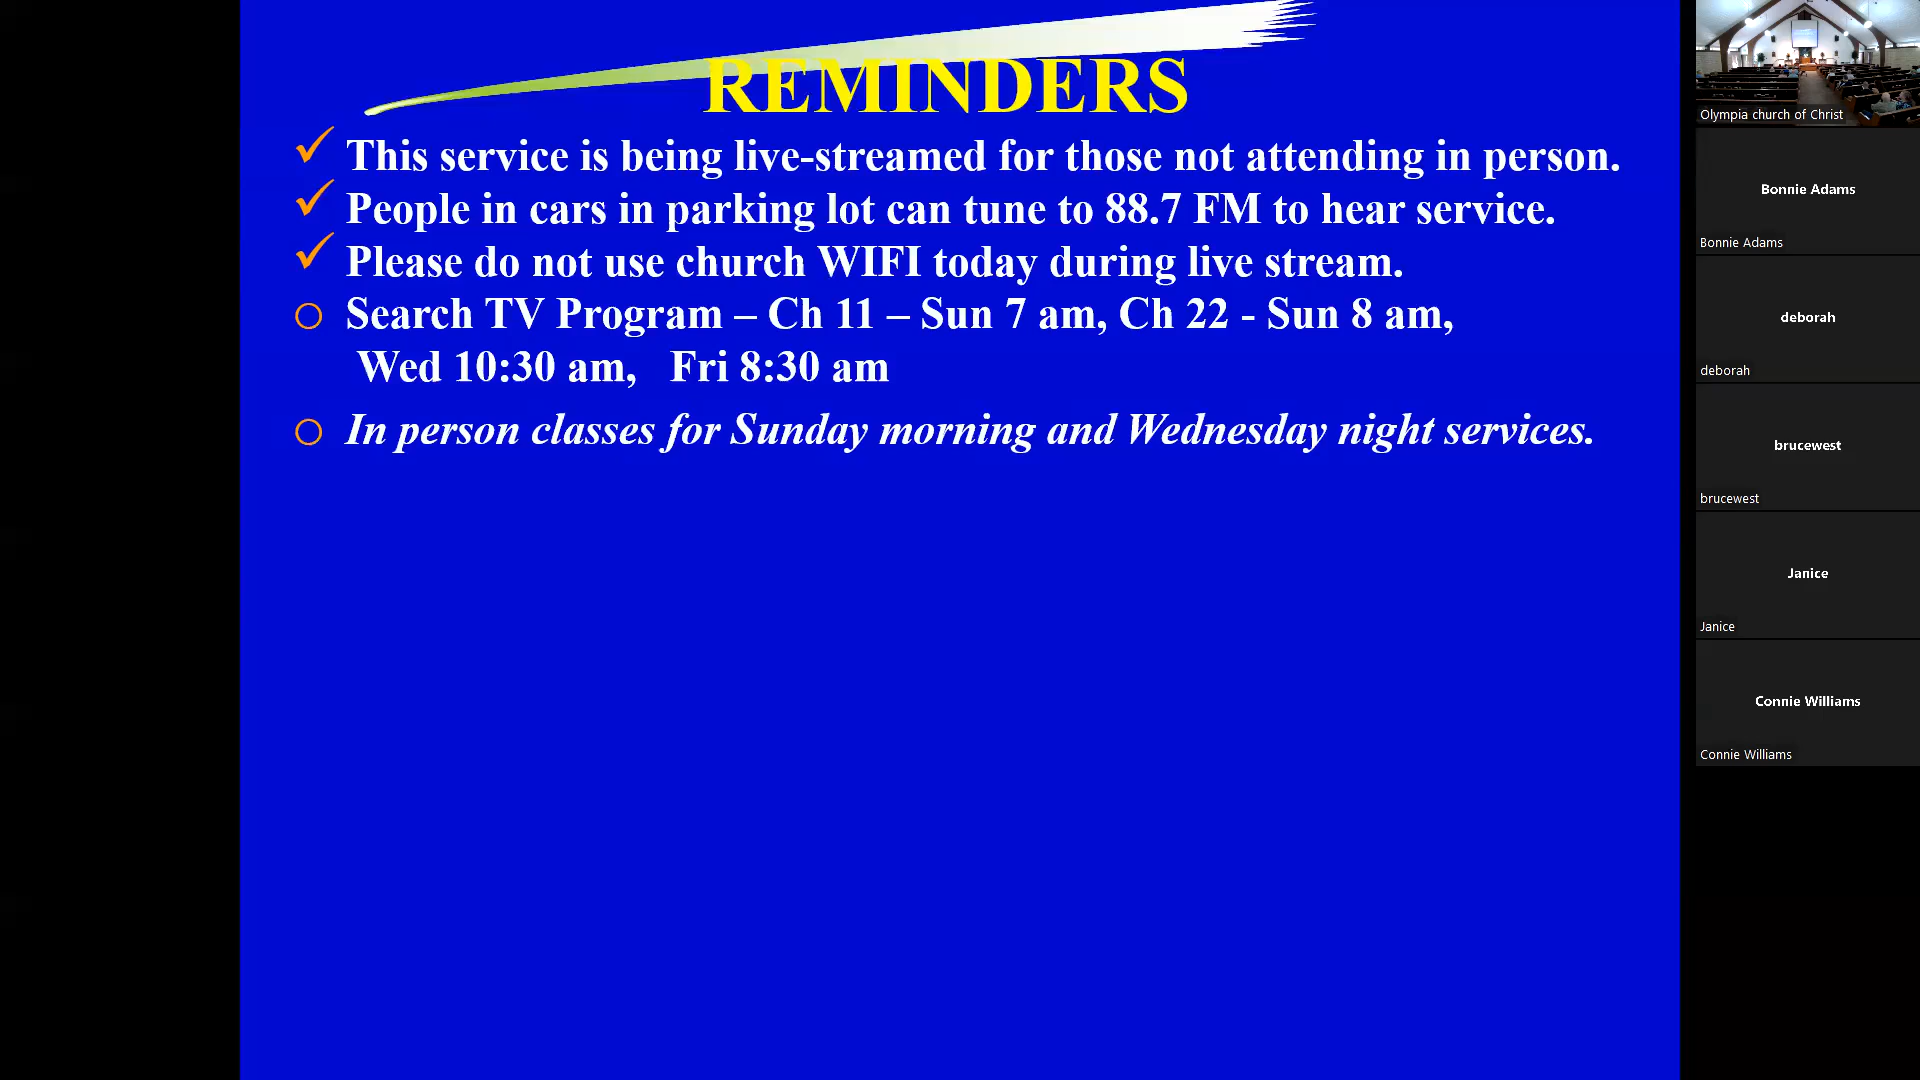 REMINDERS
This service is being live-streamed for those not attending in person.
People in cars in parking lot can tune to 88.7 FM to hear service.
Please do not use church WIFI today during live stream.
Search TV Program – Ch 11 – Sun 7 am, Ch 22 - Sun 8 am,
Wed 10:30 am, Fri 8:30 am
In person classes for Sunday morning and Wednesday night services.
Olympia church of Christ
Bonnie Adams
Bonnie Adams
deborah
deborah
brucewest
brucewest
Janice
Janice
Connie Williams
Connie Williams